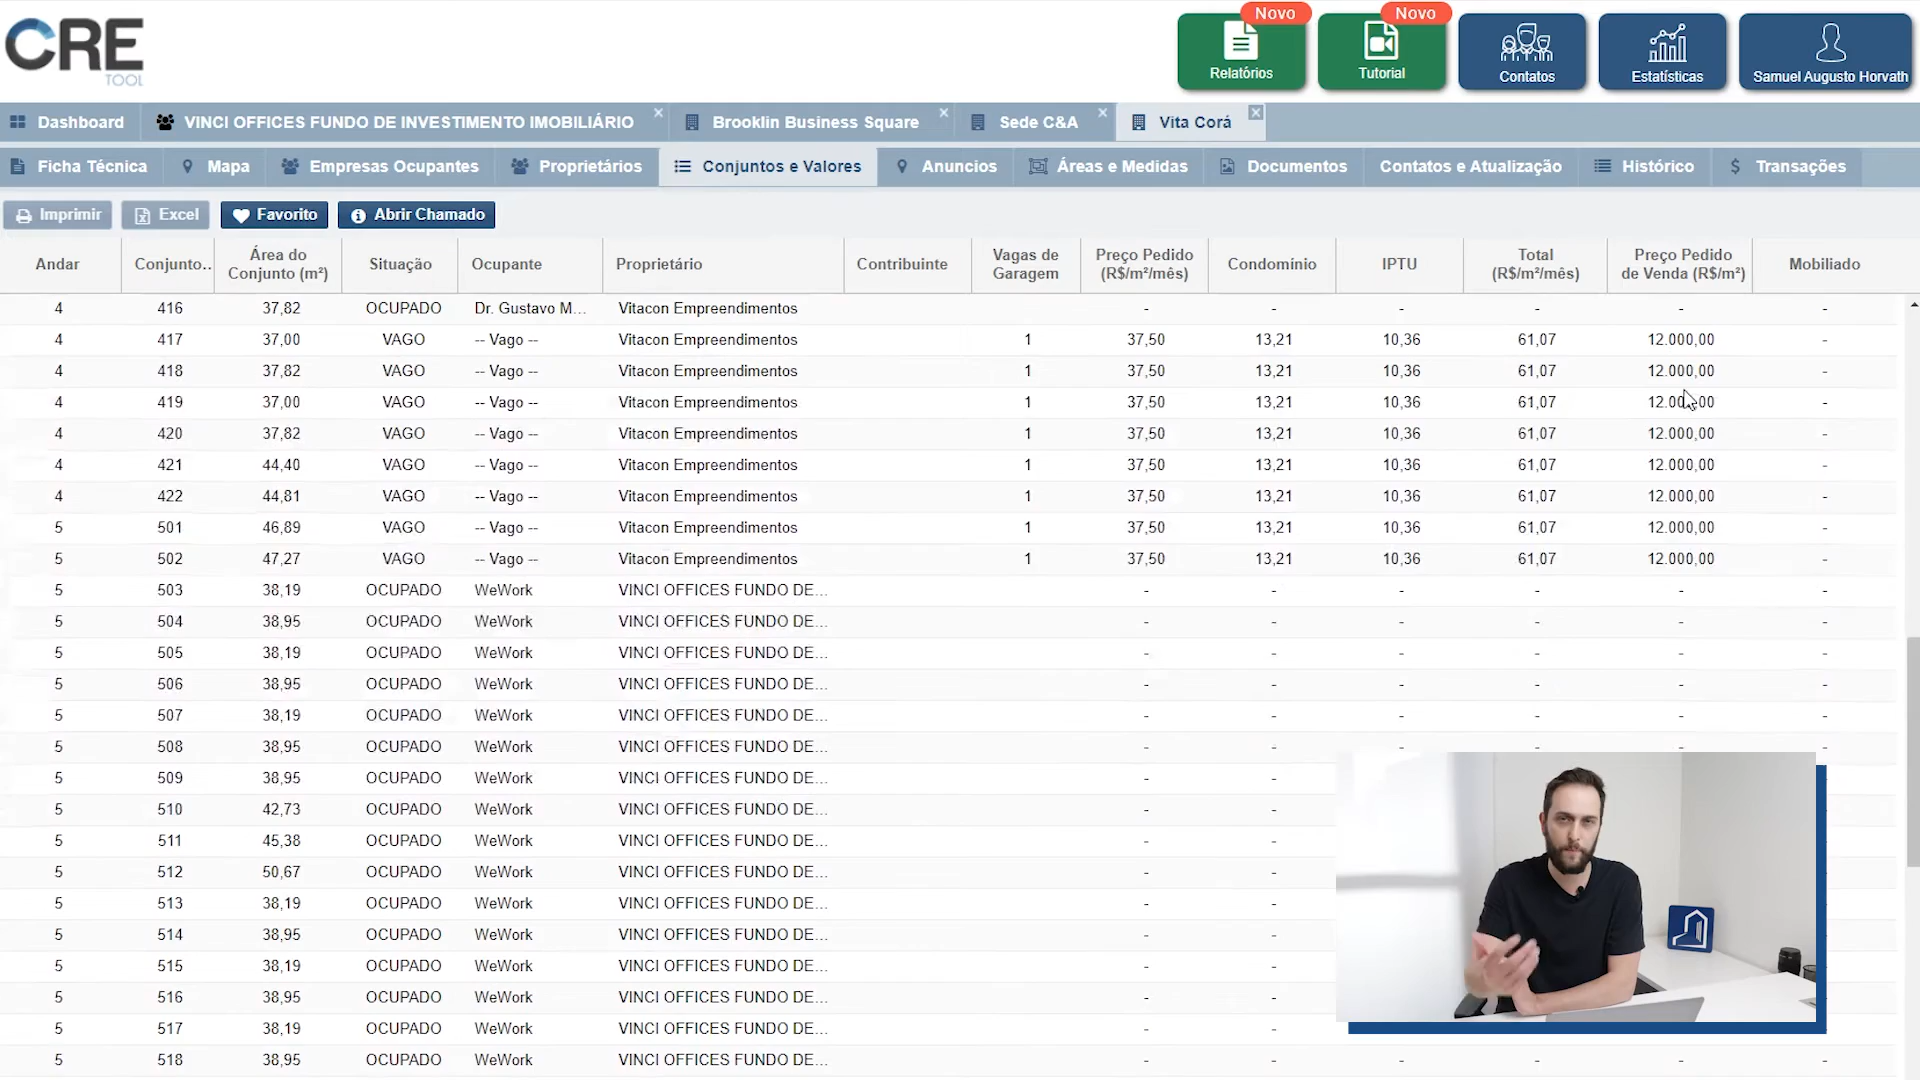 CRE
TOOL
Novo
Relatórios
Novo
Tutorial
Contatos
Estatísticas
Samuel Augusto Horvath
Dashboard VINCI OFFICES FUNDO DE INVESTIMENTO IMOBILIÁRIO Brooklin Business Square Sede C&A Vita Corá
Ficha Técnica Mapa Empresas Ocupantes Proprietários Conjuntos e Valores Anuncios Áreas e Medidas Documentos Contatos e Atualização Histórico Transações
Imprimir Excel Favorito Abrir Chamado
Andar Conjunto.. Área do Conjunto (m²) Situação Ocupante Proprietário Contribuinte Vagas de Garagem Preço Pedido (R$/m²/mês) Condomínio IPTU Total (R$/m²/mês) Preço Pedido de Venda (R$/m²) Mobiliado
4 416 37,82 OCUPADO Dr. Gustavo M... Vitacon Empreendimentos - - - - - -
4 417 37,00 VAGO -- Vago -- Vitacon Empreendimentos 1 37,50 13,21 10,36 61,07 12.000,00 -
4 418 37,82 VAGO -- Vago -- Vitacon Empreendimentos 1 37,50 13,21 10,36 61,07 12.000,00 -
4 419 37,00 VAGO -- Vago -- Vitacon Empreendimentos 1 37,50 13,21 10,36 61,07 12.000,00 -
4 420 37,82 VAGO -- Vago -- Vitacon Empreendimentos 1 37,50 13,21 10,36 61,07 12.000,00 -
4 421 44,40 VAGO -- Vago -- Vitacon Empreendimentos 1 37,50 13,21 10,36 61,07 12.000,00 -
4 422 44,81 VAGO -- Vago -- Vitacon Empreendimentos 1 37,50 13,21 10,36 61,07 12.000,00 -
5 501 46,89 VAGO -- Vago -- Vitacon Empreendimentos 1 37,50 13,21 10,36 61,07 12.000,00 -
5 502 47,27 VAGO -- Vago -- Vitacon Empreendimentos 1 37,50 13,21 10,36 61,07 12.000,00 -
5 503 38,19 OCUPADO WeWork VINCI OFFICES FUNDO DE... - - - - - -
5 504 38,95 OCUPADO WeWork VINCI OFFICES FUNDO DE... - - - - - -
5 505 38,19 OCUPADO WeWork VINCI OFFICES FUNDO DE... - - - - - -
5 506 38,95 OCUPADO WeWork VINCI OFFICES FUNDO DE... - - - - - -
5 507 38,19 OCUPADO WeWork VINCI OFFICES FUNDO DE... - - - - - -
5 508 38,95 OCUPADO WeWork VINCI OFFICES FUNDO DE... - - - - - -
5 509 38,95 OCUPADO WeWork VINCI OFFICES FUNDO DE... - - -
5 510 42,73 OCUPADO WeWork VINCI OFFICES FUNDO DE... - - -
5 511 45,38 OCUPADO WeWork VINCI OFFICES FUNDO DE... - - -
5 512 50,67 OCUPADO WeWork VINCI OFFICES FUNDO DE... - - -
5 513 38,19 OCUPADO WeWork VINCI OFFICES FUNDO DE... - -
5 514 38,95 OCUPADO WeWork VINCI OFFICES FUNDO DE... - - -
5 515 38,19 OCUPADO WeWork VINCI OFFICES FUNDO DE... - - -
5 516 38,95 OCUPADO WeWork VINCI OFFICES FUNDO DE... - - -
5 517 38,19 OCUPADO WeWork VINCI OFFICES FUNDO DE... - -
5 518 38,95 OCUPADO WeWork VINCI OFFICES FUNDO DE... - - - - - -